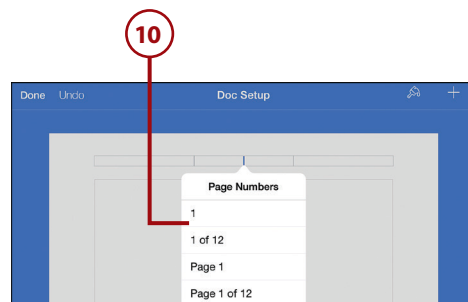 10
Done Undo Doc Setup
Page Numbers
1
1 of 12
Page 1
Page 1 of 12